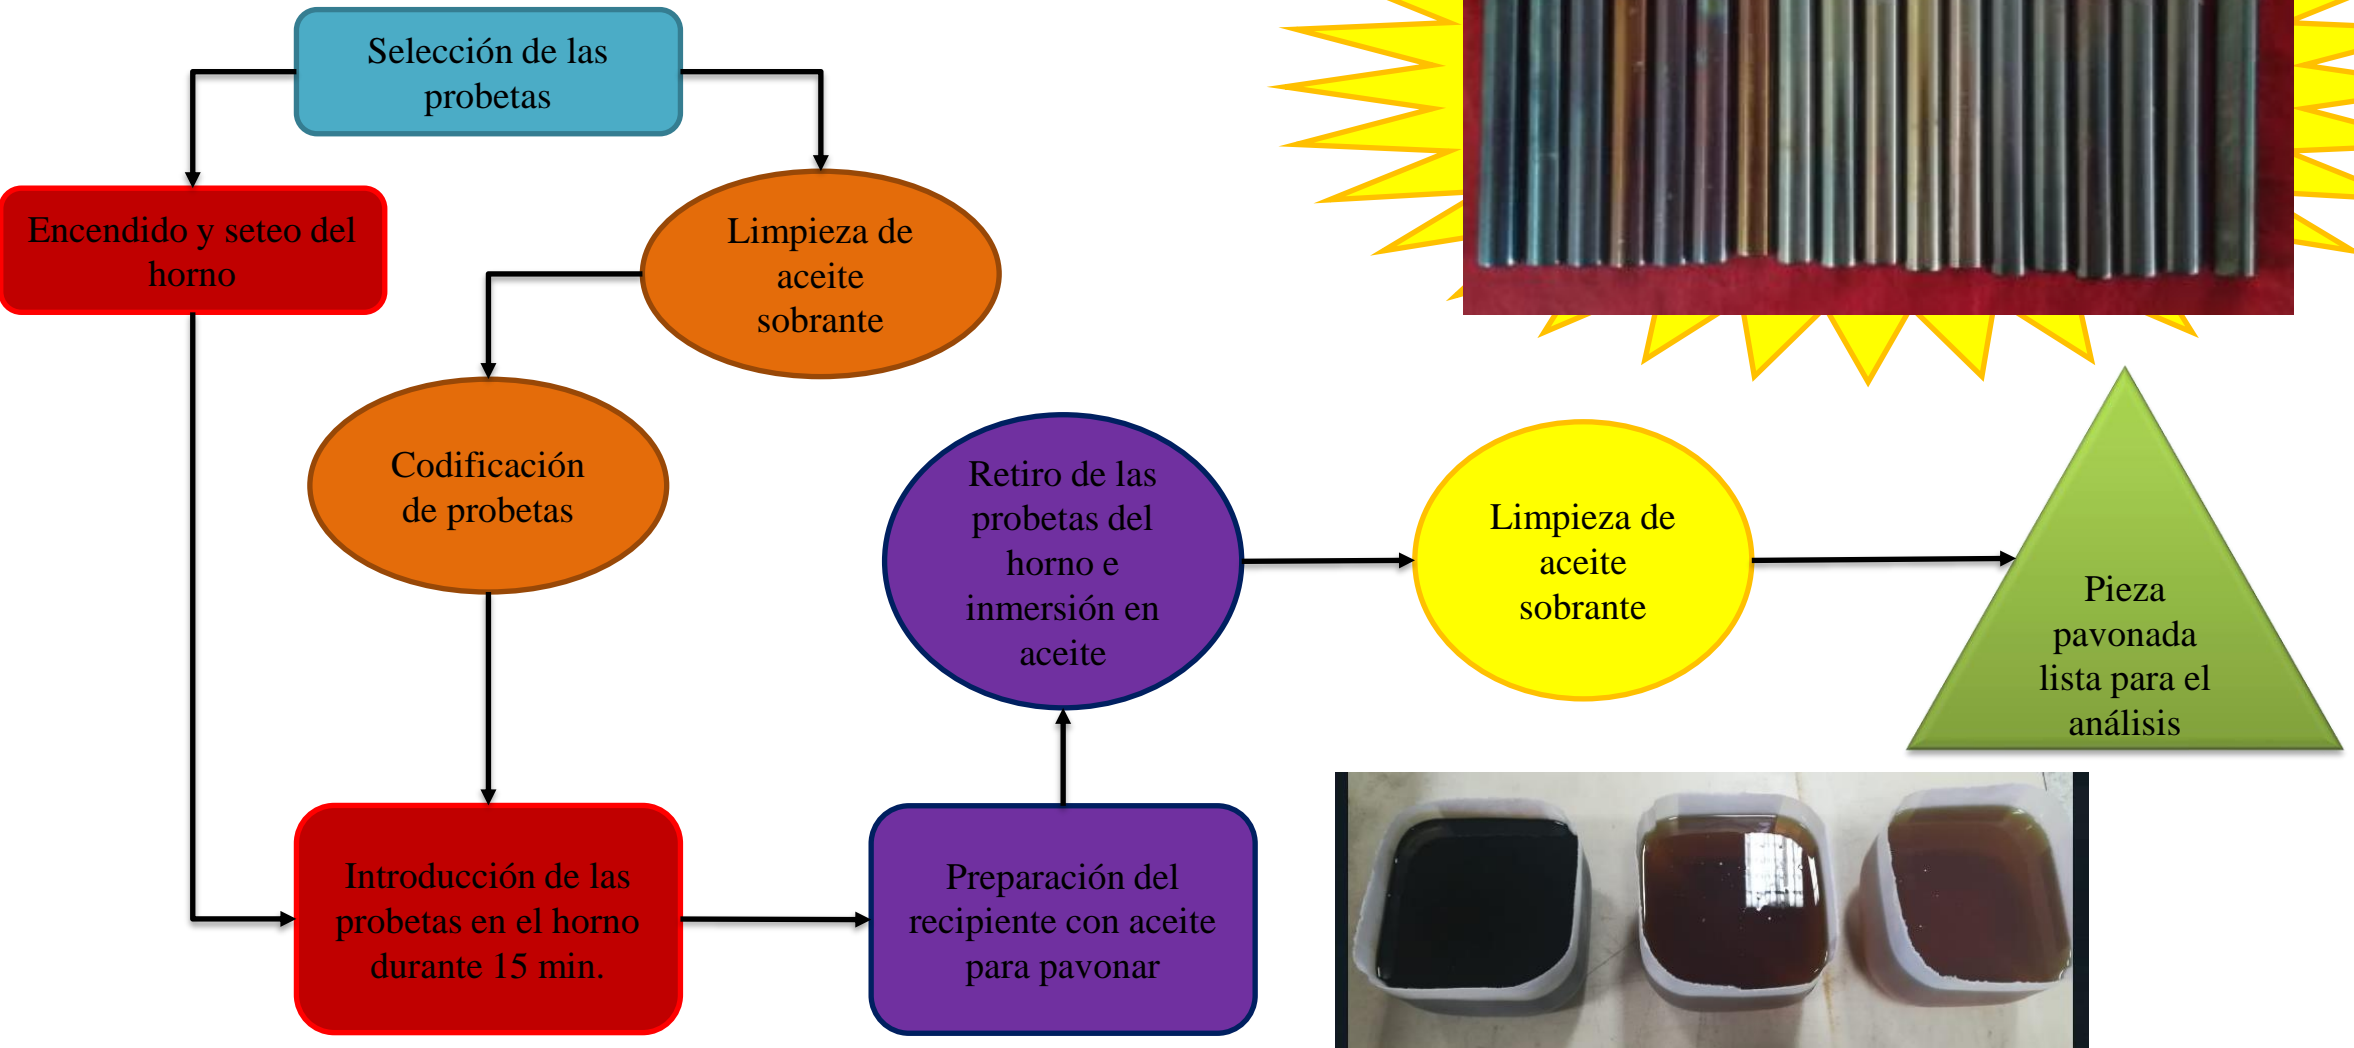 Selección de las
probetas
Encendido y seteo del
horno
Limpieza de
aceite
sobrante
Codificación
de probetas
Introducción de las
probetas en el horno
durante 15 min.
Preparación del
recipiente con aceite
para pavonar
Retiro de las
probetas del
horno e
inmersión en
aceite
Limpieza de
aceite
sobrante
Pieza
pavonada
lista para el
análisis